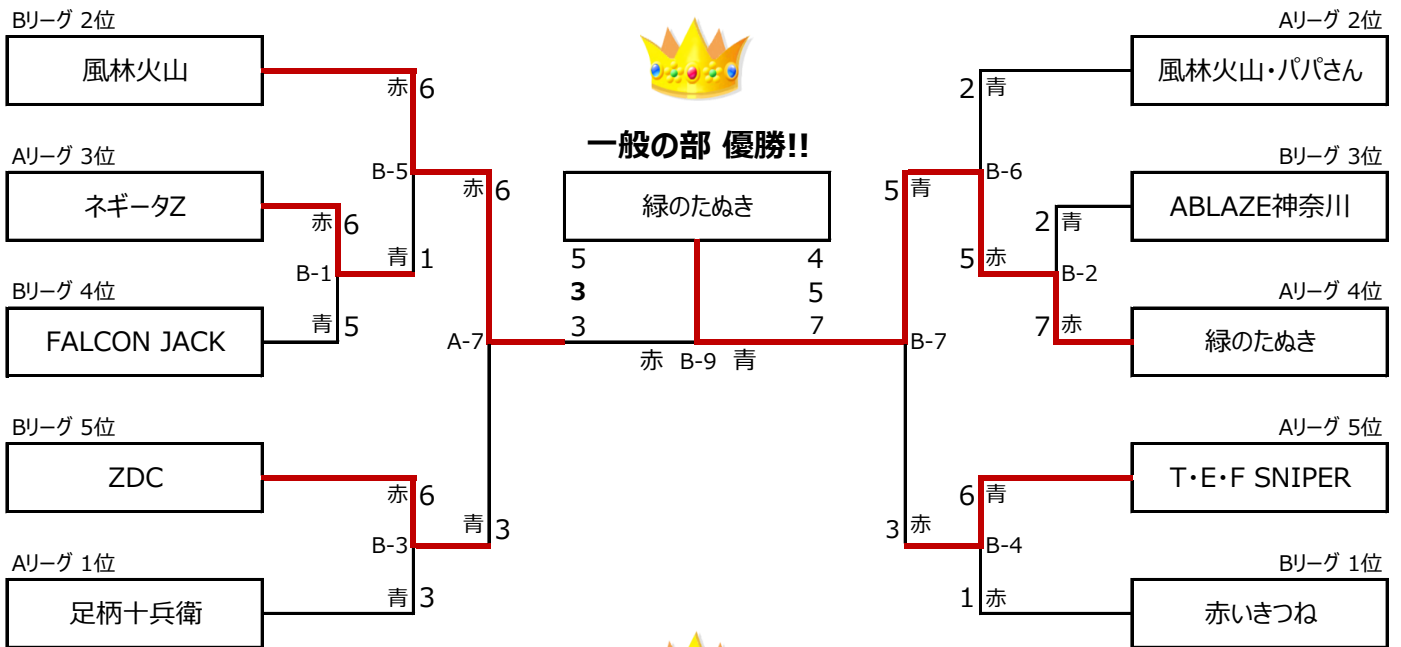 Bリーグ 2位
風林火山
赤 6
Aリーグ 3位
ネギータZ
赤 6
B-5
赤 6
B-1
青 1
Bリーグ 4位
FALCON JACK
青 5
A-7
Bリーグ 5位
ZDC
赤 6
B-3
青 3
Aリーグ 1位
足柄十兵衛
青 3
一般の部 優勝!!
緑のたぬき
5 4
3 5
3 7
赤 B-9 青
Aリーグ 2位
風林火山・パパさん
2 青
B-6
5 青
Bリーグ 3位
ABLAZE神奈川
2 青
5 赤
B-2
Aリーグ 4位
緑のたぬき
7 赤
B-7
Aリーグ 5位
T・E・F SNIPER
6 青
3 赤
B-4
Bリーグ 1位
赤いきつね
1 赤